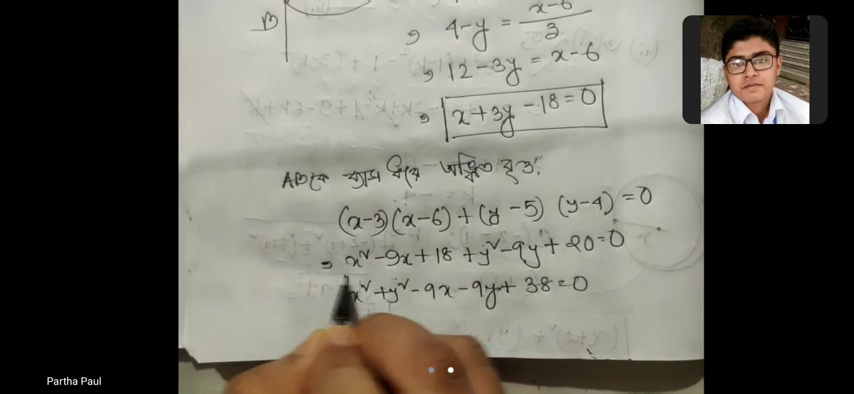 B
⇒ 4-y = x-6/3
⇒ 12-3y = x-6
⇒ x+3y-18=0
AB কে ব্যাস ধরে অঙ্কিত বৃত্ত:
(x-3)(x-6) + (y-5) (y-4) = 0
⇒ x²-9x+18+y²-9y+20=0
x²+y²-9x-9y+38=0
Partha Paul